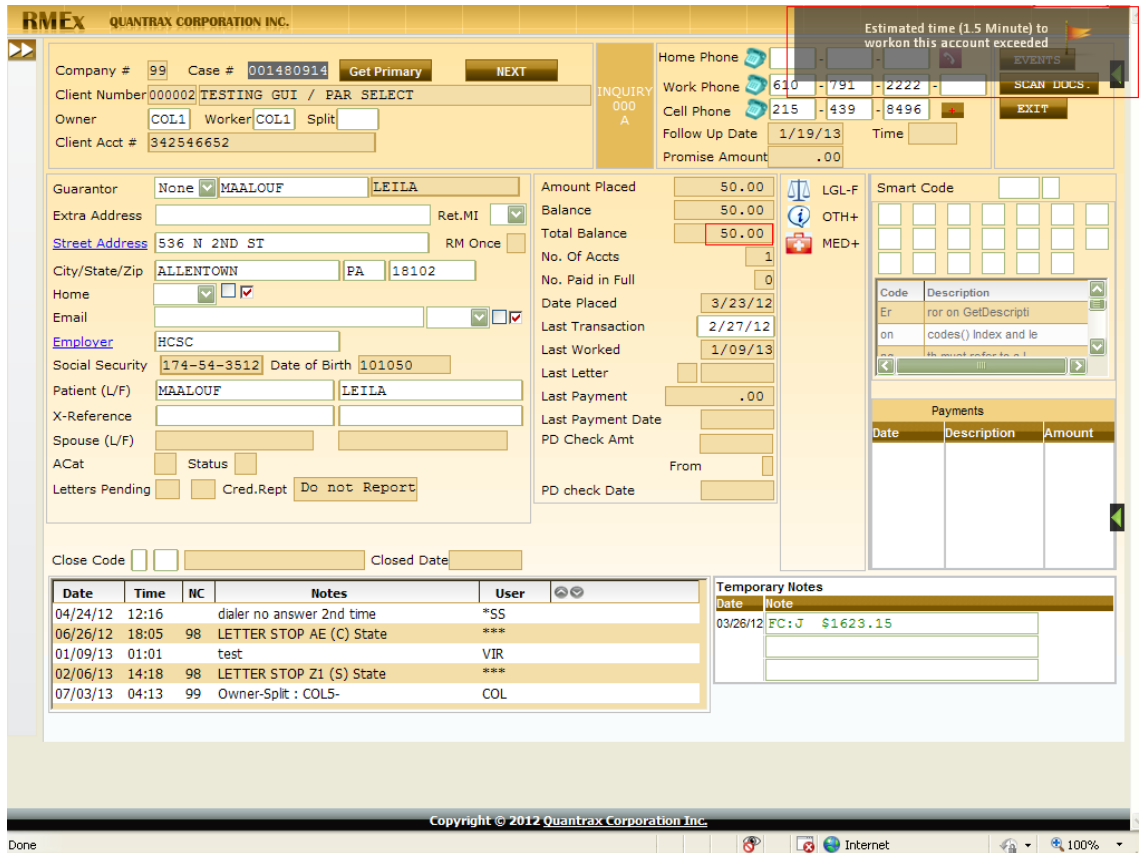 RMEx QUANTRAX CORPORATION INC.
Estimated time (1.5 Minute) to
workon this account exceeded
Company # 99 Case # 001480914 Get Primary NEXT
Client Number 000002 TESTING GUI / PAR SELECT
Owner COL1 Worker COL1 Split
Client Acct # 342546652
INQUIRY
000
A
Home Phone - -
Work Phone 610 - 791 - 2222 -
Cell Phone 215 - 439 - 8496
Follow Up Date 1/19/13 Time
Promise Amount .00
EVENTS
SCAN DOCS.
EXIT
Guarantor None MAALOUF LEILA
Extra Address Ret.MI
Street Address 536 N 2ND ST RM Once
City/State/Zip ALLENTOWN PA 18102
Home
Email
Employer HCSC
Social Security 174-54-3512 Date of Birth 101050
Patient (L/F) MAALOUF LEILA
X-Reference
Spouse (L/F)
ACat Status
Letters Pending Cred.Rept Do not Report
Amount Placed 50.00
Balance 50.00
Total Balance 50.00
No. Of Accts 1
No. Paid in Full 0
Date Placed 3/23/12
Last Transaction 2/27/12
Last Worked 1/09/13
Last Letter
Last Payment .00
Last Payment Date
PD Check Amt
From
PD check Date
LGL-F
OTH+
MED+
Smart Code
Code Description
Er ror on GetDescripti
on codes() Index and le
Payments
Date Description Amount
Close Code Closed Date
Date Time NC Notes User
04/24/12 12:16 dialer no answer 2nd time *SS
06/26/12 18:05 98 LETTER STOP AE (C) State ***
01/09/13 01:01 test VIR
02/06/13 14:18 98 LETTER STOP Z1 (S) State ***
07/03/13 04:13 99 Owner-Split : COL5- COL
Temporary Notes
Date Note
03/26/12 FC:J $1623.15
Copyright © 2012 Quantrax Corporation Inc.
Done Internet 100%